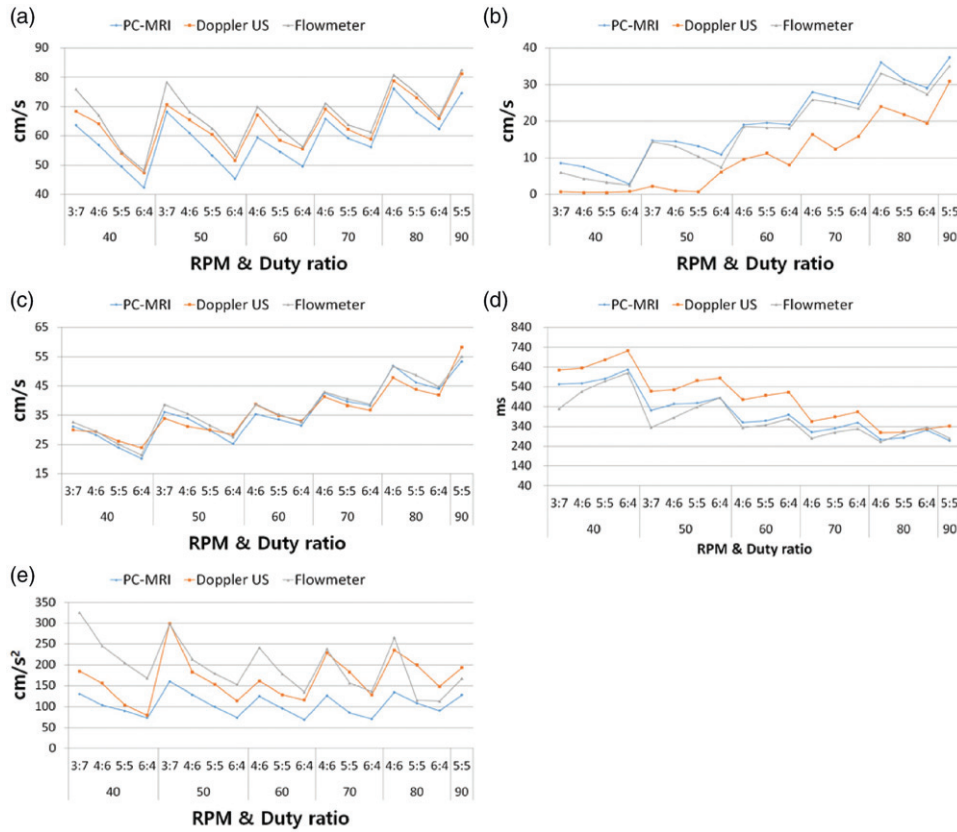 (a)
PC-MRI Doppler US Flowmeter
cm/s
90
80
70
60
50
40
3:7 4:6 5:5 6:4 3:7 4:6 5:5 6:4 4:6 5:5 6:4 4:6 5:5 6:4 4:6 5:5 6:4 5:5
40 50 60 70 80 90
RPM & Duty ratio
(b)
PC-MRI Doppler US Flowmeter
cm/s
40
30
20
10
0
3:7 4:6 5:5 6:4 3:7 4:6 5:5 6:4 4:6 5:5 6:4 4:6 5:5 6:4 4:6 5:5 6:4 5:5
40 50 60 70 80 90
RPM & Duty ratio
(c)
PC-MRI Doppler US Flowmeter
cm/s
65
55
45
35
25
15
3:7 4:6 5:5 6:4 3:7 4:6 5:5 6:4 4:6 5:5 6:4 4:6 5:5 6:4 4:6 5:5 6:4 5:5
40 50 60 70 80 90
RPM & Duty ratio
(d)
PC-MRI Doppler US Flowmeter
ms
840
740
640
540
440
340
240
140
40
3:7 4:6 5:5 6:4 3:7 4:6 5:5 6:4 4:6 5:5 6:4 4:6 5:5 6:4 4:6 5:5 6:4 5:5
40 50 60 70 80 90
RPM & Duty ratio
(e)
PC-MRI Doppler US Flowmeter
cm/s²
350
300
250
200
150
100
50
0
3:7 4:6 5:5 6:4 3:7 4:6 5:5 6:4 4:6 5:5 6:4 4:6 5:5 6:4 4:6 5:5 6:4 5:5
40 50 60 70 80 90
RPM & Duty ratio